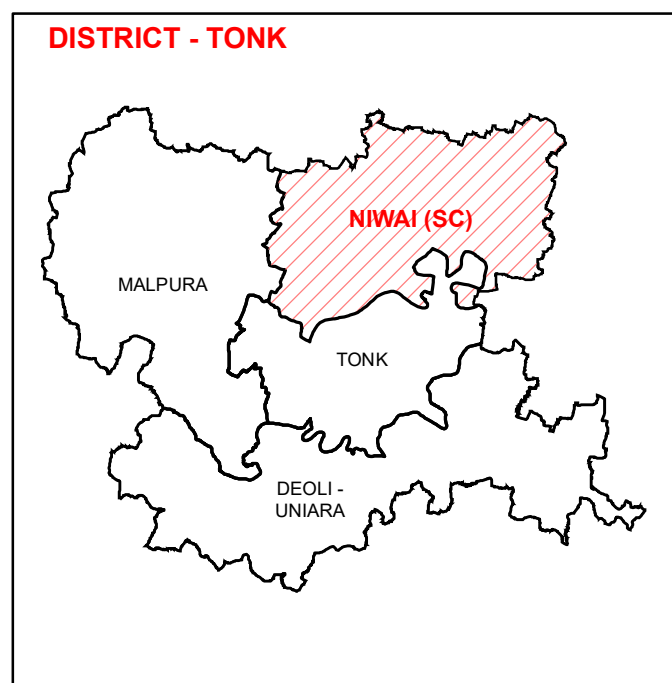 DISTRICT - TONK
NIWAI (SC)
MALPURA
TONK
DEOLI -
UNIARA